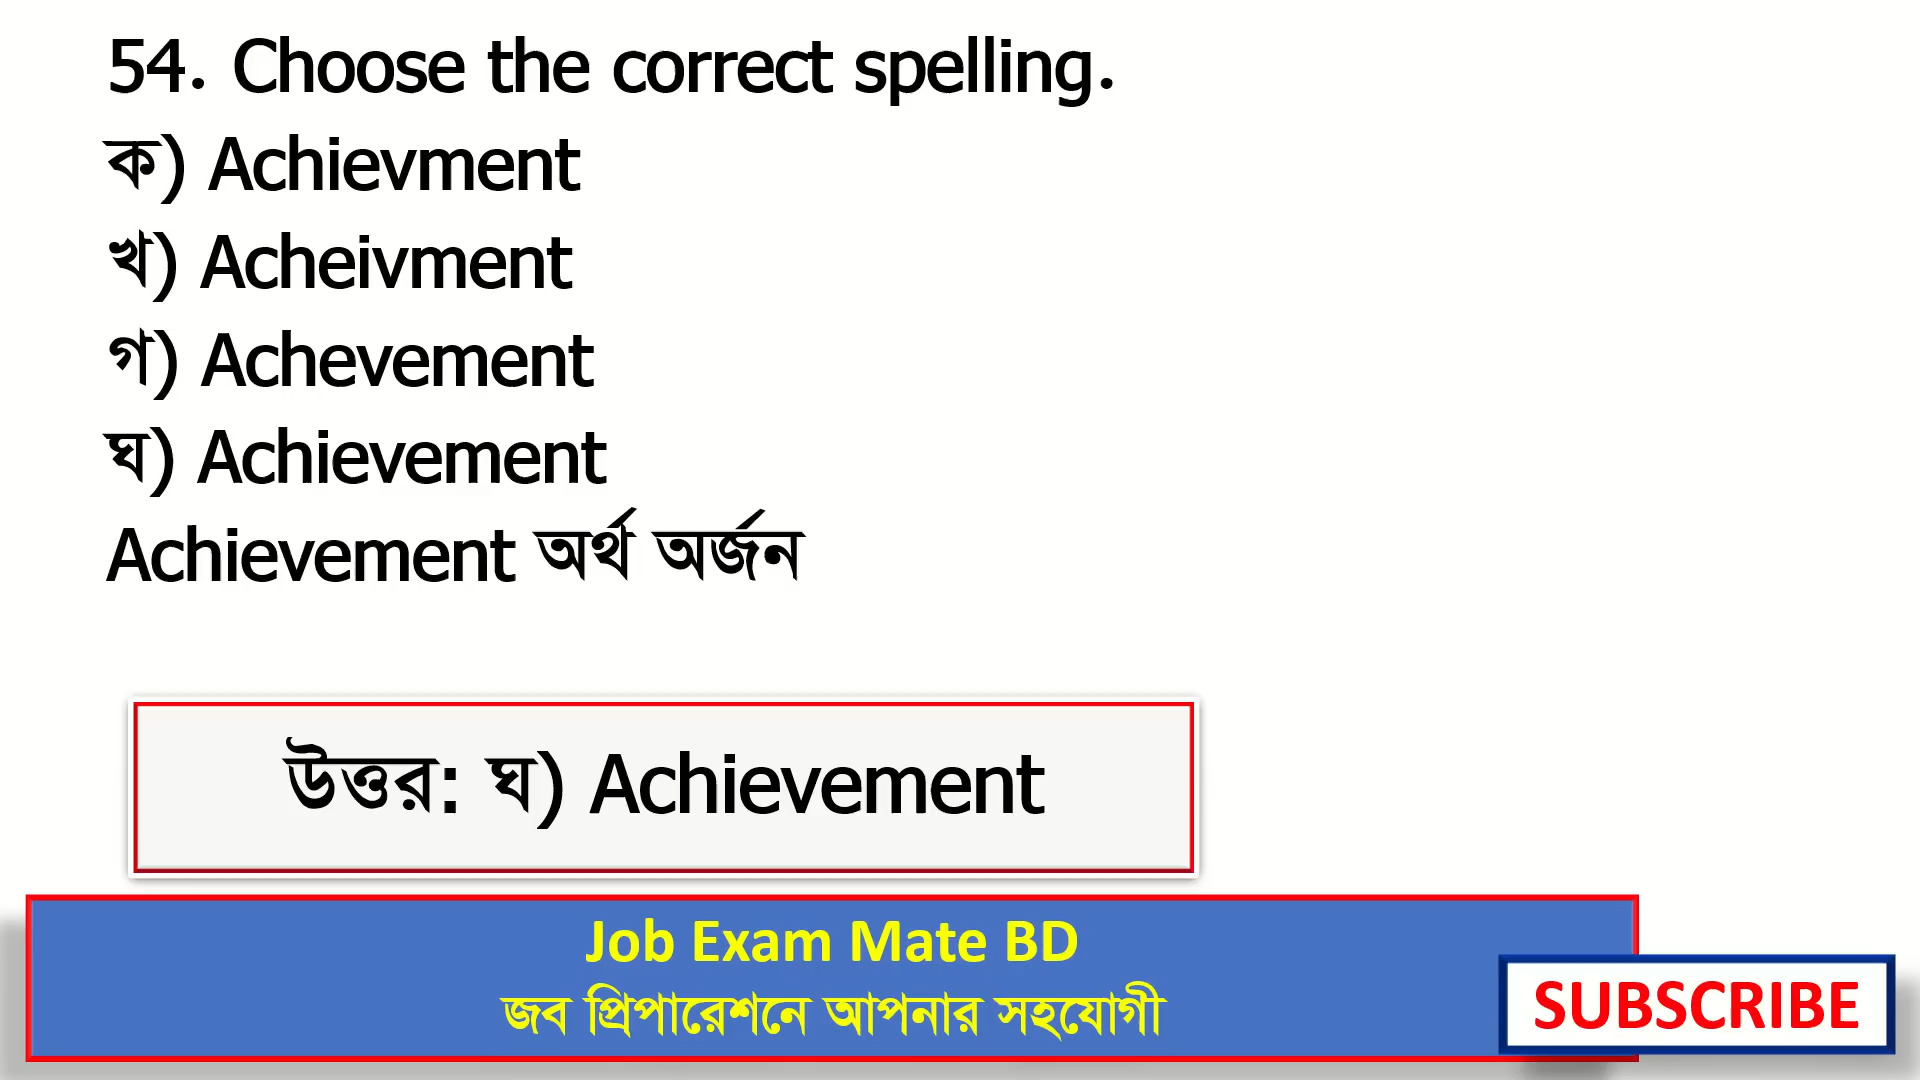 54. Choose the correct spelling.
ক) Achievment
খ) Acheivment
গ) Achevement
ঘ) Achievement
Achievement অর্থ অর্জন
উত্তর: ঘ) Achievement
Job Exam Mate BD
জব প্রিপারেশনে আপনার সহযোগী
SUBSCRIBE